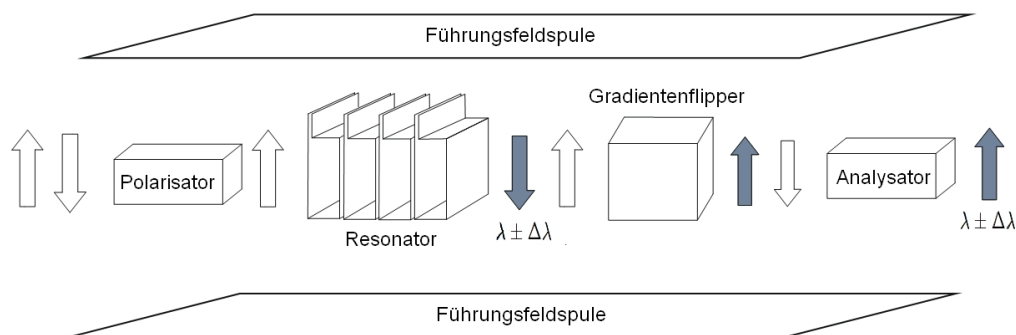 Führungsfeldspule
Gradientenflipper
Polarisator
Analysator
Resonator
λ ± Δλ
λ ± Δλ
Führungsfeldspule